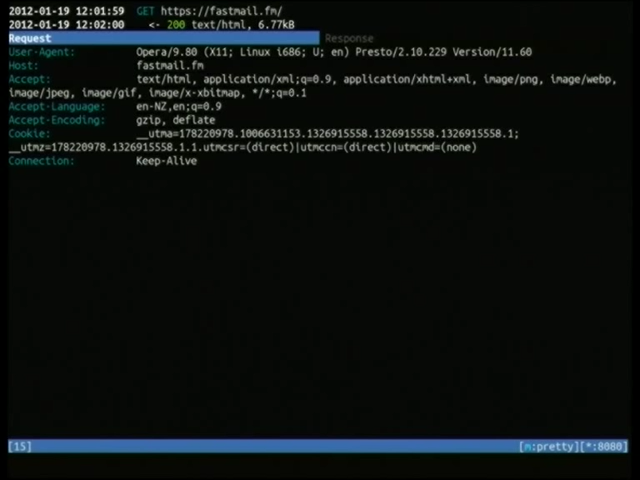 2012-01-19 12:01:59 GET https://fastmail.fm/
2012-01-19 12:02:00 <- 200 text/html, 6.77kB
Request Response
User-Agent: Opera/9.80 (X11; Linux i686; U; en) Presto/2.10.229 Version/11.60
Host: fastmail.fm
Accept: text/html, application/xml;q=0.9, application/xhtml+xml, image/png, image/webp,
image/jpeg, image/gif, image/x-xbitmap, */*;q=0.1
Accept-Language: en-NZ,en;q=0.9
Accept-Encoding: gzip, deflate
Cookie: __utma=178220978.1006631153.1326915558.1326915558.1326915558.1;
__utmz=178220978.1326915558.1.1.utmcsr=(direct)|utmccn=(direct)|utmcmd=(none)
Connection: Keep-Alive
[15] [m:pretty][*:8080]